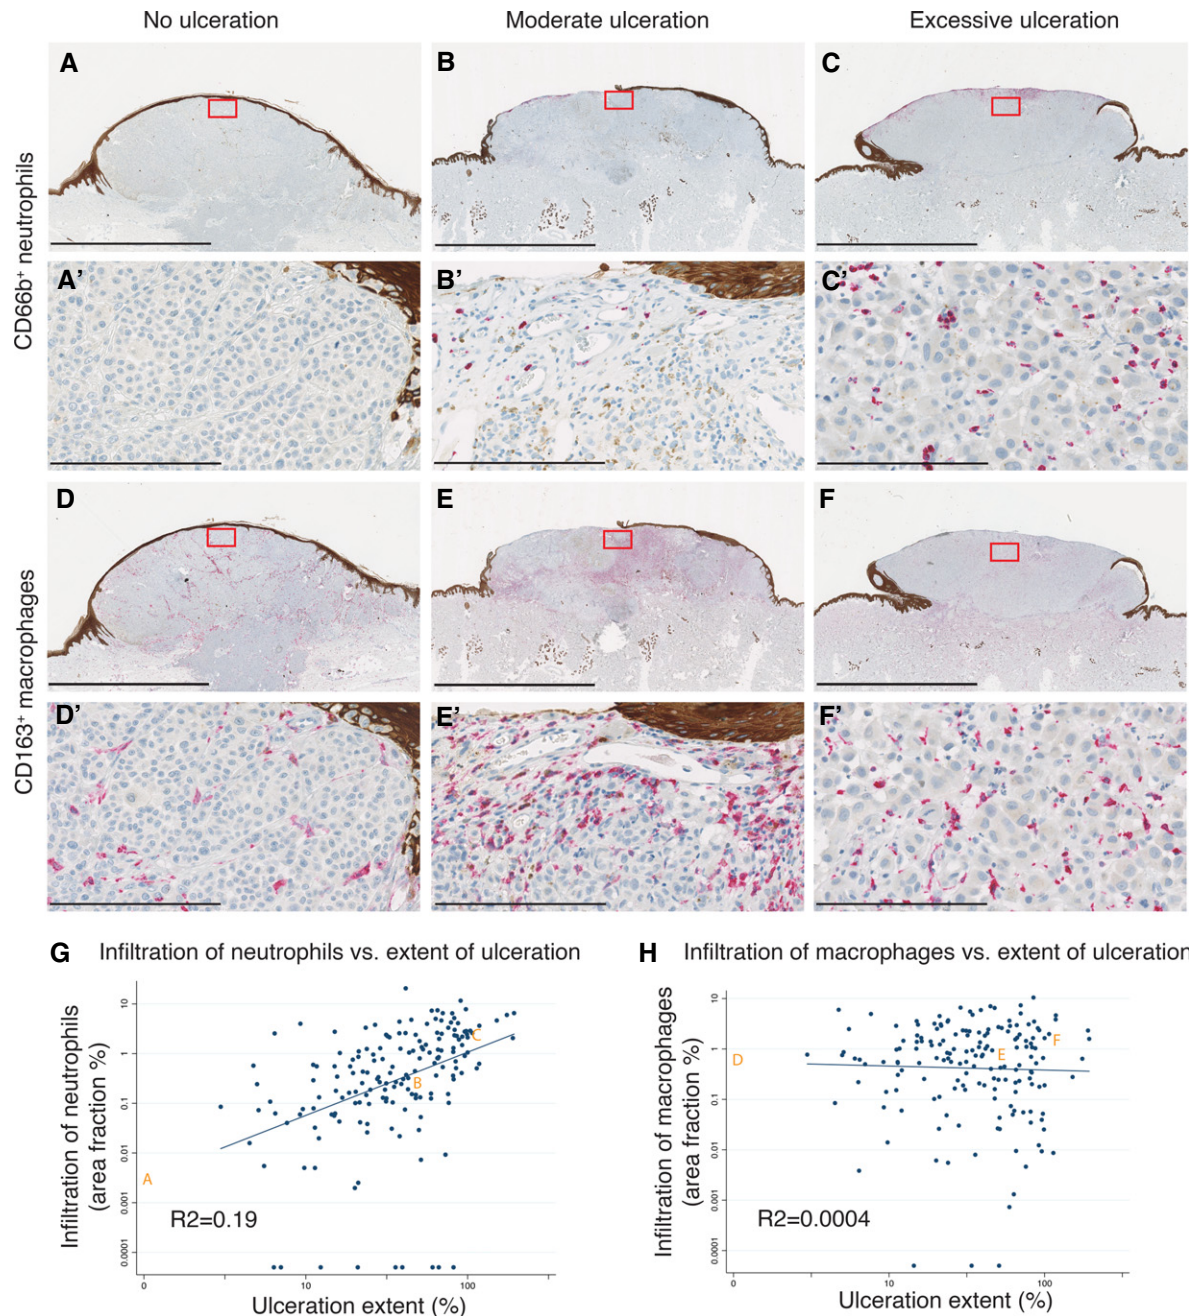 No ulceration Moderate ulceration Excessive ulceration
A B C
CD66b⁺ neutrophils
A’ B’ C’
D E F
CD163⁺ macrophages
D’ E’ F’
G Infiltration of neutrophils vs. extent of ulceration
Infiltration of neutrophils
(area fraction %)
10
1
0.1
0.01
0.001
0.0001
C
B
A
R2=0.19
0 10 100
Ulceration extent (%)
H Infiltration of macrophages vs. extent of ulceration
Infiltration of macrophages
(area fraction %)
10
1
0.1
0.01
0.001
0.0001
D E F
R2=0.0004
0 10 100
Ulceration extent (%)